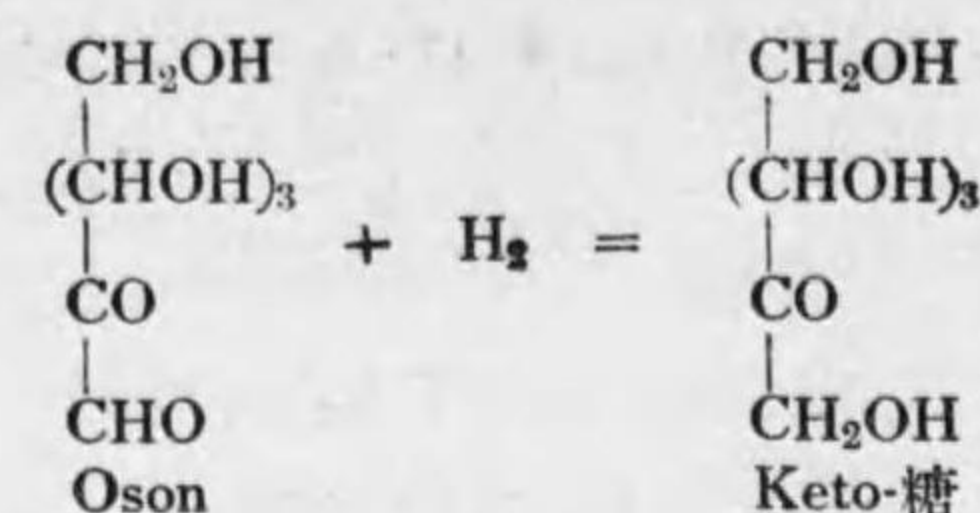 CH₂OH CH₂OH
(CHOH)₃ (CHOH)₃
+ H₂ =
CO CO
CHO CH₂OH
Oson Keto-糖